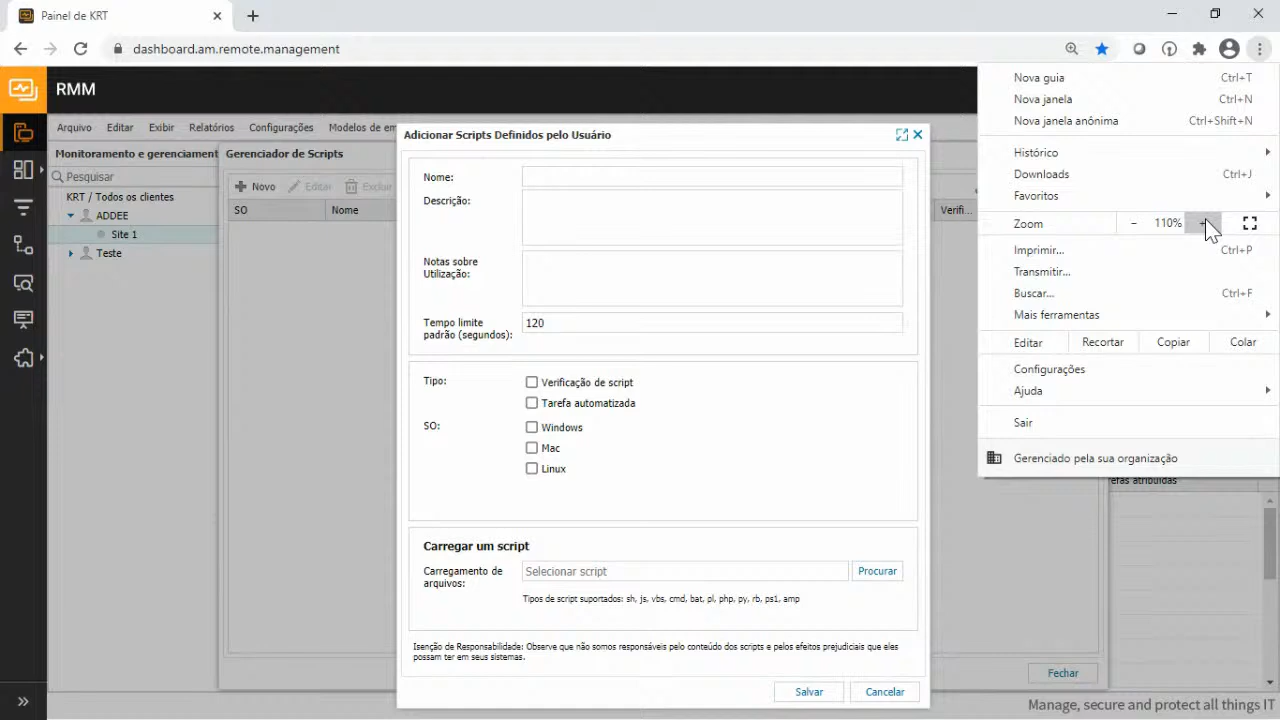 Painel de KRT
dashboard.am.remote.management
RMM
Arquivo Editar Exibir Relatórios Configurações Modelos de em
Monitoramento e gerenciament
Pesquisar
KRT / Todos os clientes
ADDEE
Site 1
Teste
Gerenciador de Scripts
Novo Editar Excluir
SO Nome Verifi...
Adicionar Scripts Definidos pelo Usuário
Nome:
Descrição:
Notas sobre
Utilização:
Tempo limite
padrão (segundos):
120
Tipo:
Verificação de script
Tarefa automatizada
SO:
Windows
Mac
Linux
Carregar um script
Carregamento de
arquivos:
Selecionar script
Procurar
Tipos de script suportados: sh, js, vbs, cmd, bat, pl, php, py, rb, ps1, amp
Isenção de Responsabilidade: Observe que não somos responsáveis pelo conteúdo dos scripts e pelos efeitos prejudiciais que eles
possam ter em seus sistemas.
Salvar Cancelar
Nova guia Ctrl+T
Nova janela Ctrl+N
Nova janela anônima Ctrl+Shift+N
Histórico
Downloads Ctrl+J
Favoritos
Zoom - 110% +
Imprimir... Ctrl+P
Transmitir...
Buscar... Ctrl+F
Mais ferramentas
Editar Recortar Copiar Colar
Configurações
Ajuda
Sair
Gerenciado pela sua organização
efas atribuídas
Fechar
Manage, secure and protect all things IT